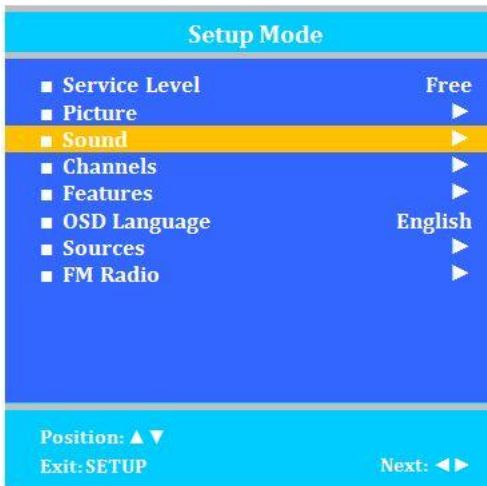 Setup Mode
■ Service Level Free
■ Picture ▶
■ Sound ▶
■ Channels ▶
■ Features ▶
■ OSD Language English
■ Sources ▶
■ FM Radio ▶
Position: ▲ ▼
Exit: SETUP Next: ◀ ▶